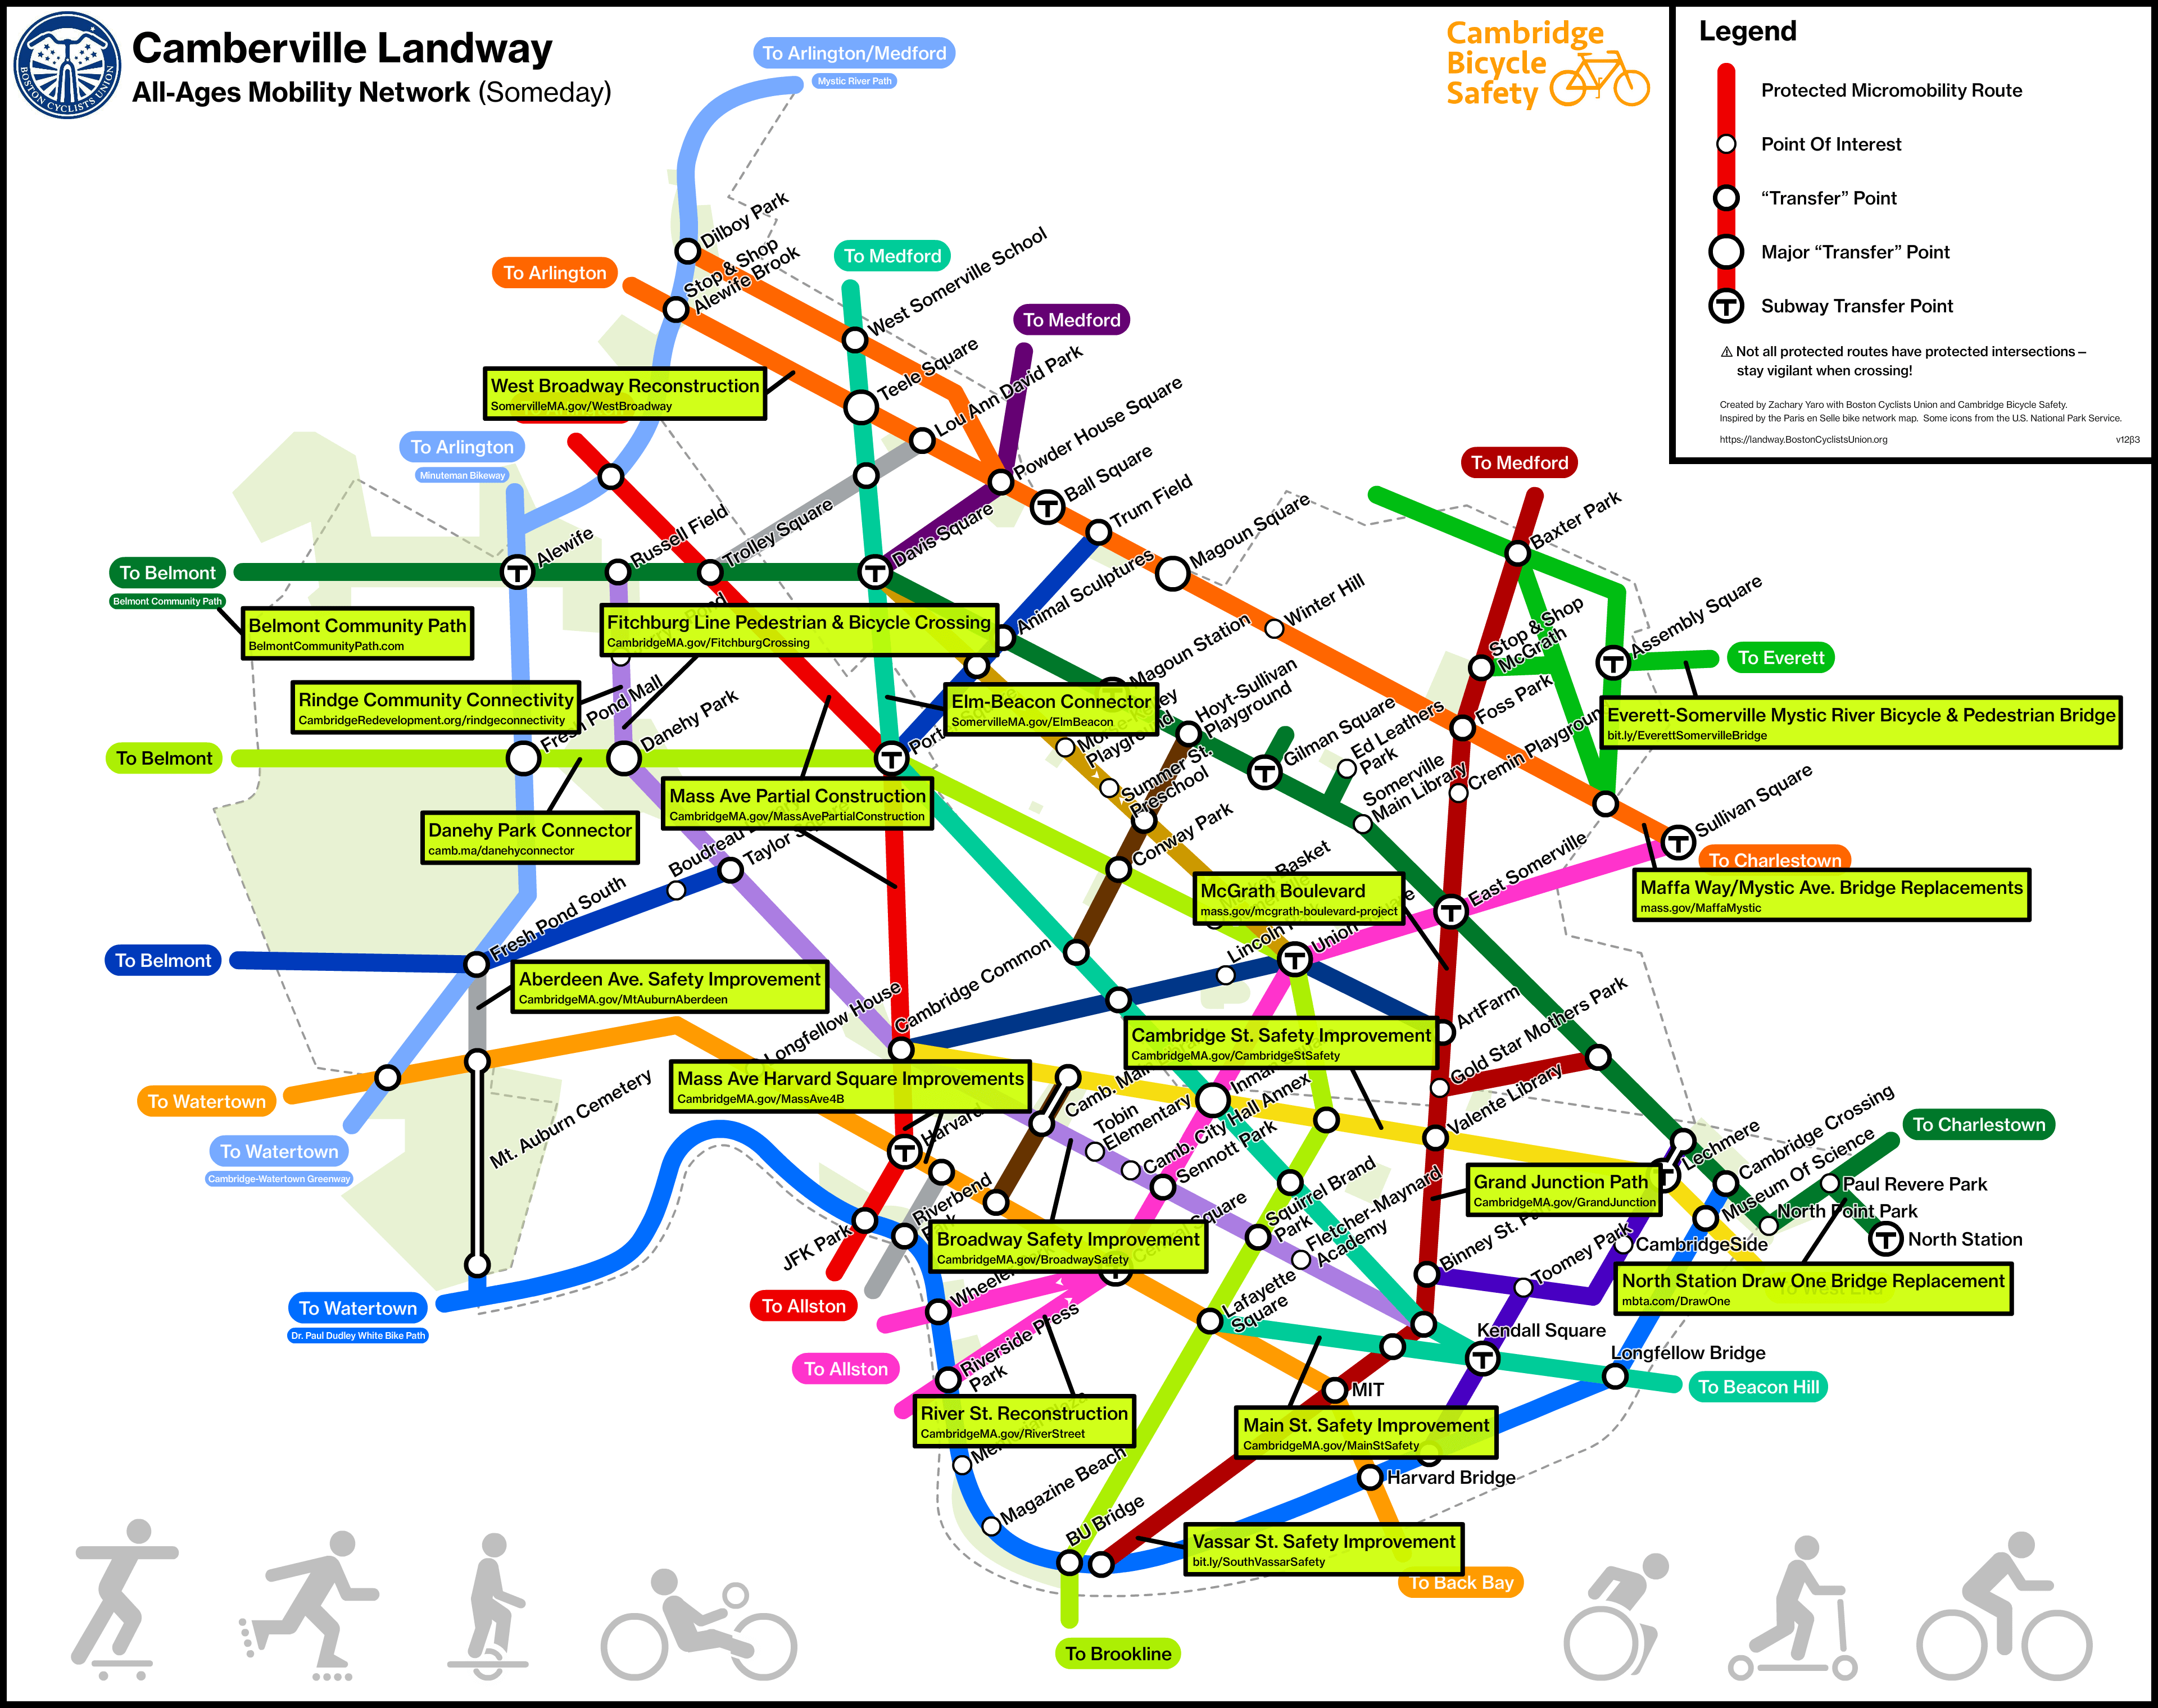 BOSTON CYCLISTS UNION
Camberville Landway
All-Ages Mobility Network (Someday)
To Arlington/Medford
Mystic River Path
Cambridge
Bicycle
Safety
Legend
Protected Micromobility Route
Point Of Interest
“Transfer” Point
Major “Transfer” Point
T
Subway Transfer Point
⚠ Not all protected routes have protected intersections –
stay vigilant when crossing!
Created by Zachary Yaro with Boston Cyclists Union and Cambridge Bicycle Safety.
Inspired by the Paris en Selle bike network map. Some icons from the U.S. National Park Service.
https://landway.BostonCyclistsUnion.org
v12β3
Dilboy Park
Stop & Shop
Alewife Brook
To Arlington
To Medford
West Somerville School
To Medford
Teele Square
Lou Ann David Park
West Broadway Reconstruction
SomervilleMA.gov/WestBroadway
Powder House Square
To Arlington
Minuteman Bikeway
Ball Square
Trum Field
Magoun Square
To Medford
Baxter Park
To Belmont
Belmont Community Path
Alewife
Russell Field
Trolley Square
Davis Square
Animal Sculptures
Winter Hill
Stop & Shop
McGrath
Assembly Square
To Everett
Belmont Community Path
BelmontCommunityPath.com
Fitchburg Line Pedestrian & Bicycle Crossing
CambridgeMA.gov/FitchburgCrossing
Magoun Station
Hoyt-Sullivan
Playground
Foss Park
Rindge Community Connectivity
CambridgeRedevelopment.org/rindgeconnectivity
Elm-Beacon Connector
SomervilleMA.gov/ElmBeacon
Everett-Somerville Mystic River Bicycle & Pedestrian Bridge
bit.ly/EverettSomervilleBridge
To Belmont
Fresh Pond Mall
Danehy Park
Playground
Summer St.
Preschool
Gilman Square
Ed Leathers
Park
Somerville
Main Library
Cremin Playground
Sullivan Square
To Charlestown
Danehy Park Connector
camb.ma/danehyconnector
Mass Ave Partial Construction
CambridgeMA.gov/MassAvePartialConstruction
Taylor
Boudreau
Conway Park
Basket
East Somerville
McGrath Boulevard
mass.gov/mcgrath-boulevard-project
Maffa Way/Mystic Ave. Bridge Replacements
mass.gov/MaffaMystic
To Belmont
Fresh Pond South
Lincoln
Union
Aberdeen Ave. Safety Improvement
CambridgeMA.gov/MtAuburnAberdeen
Longfellow House
Cambridge Common
ArtFarm
Gold Star Mothers Park
Cambridge St. Safety Improvement
CambridgeMA.gov/CambridgeStSafety
To Watertown
To Watertown
Cambridge-Watertown Greenway
Mt. Auburn Cemetery
Mass Ave Harvard Square Improvements
CambridgeMA.gov/MassAve4B
Harvard
Tobin
Elementary
Camb. City Hall Annex
Sennott Park
Valente Library
Lechmere
Cambridge Crossing
Museum Of Science
To Charlestown
Paul Revere Park
North Point Park
North Station
Grand Junction Path
CambridgeMA.gov/GrandJunction
JFK Park
Riverbend
Squirrel Brand
Park
Fletcher-Maynard
Academy
Toomey Park
CambridgeSide
Broadway Safety Improvement
CambridgeMA.gov/BroadwaySafety
North Station Draw One Bridge Replacement
mbta.com/DrawOne
To Watertown
Dr. Paul Dudley White Bike Path
To Allston
To Allston
Riverside Press
Park
Lafayette
Square
Kendall Square
Longfellow Bridge
To Beacon Hill
MIT
River St. Reconstruction
CambridgeMA.gov/RiverStreet
Main St. Safety Improvement
CambridgeMA.gov/MainStSafety
Magazine Beach
Harvard Bridge
BU Bridge
Vassar St. Safety Improvement
bit.ly/SouthVassarSafety
To Back Bay
To Brookline